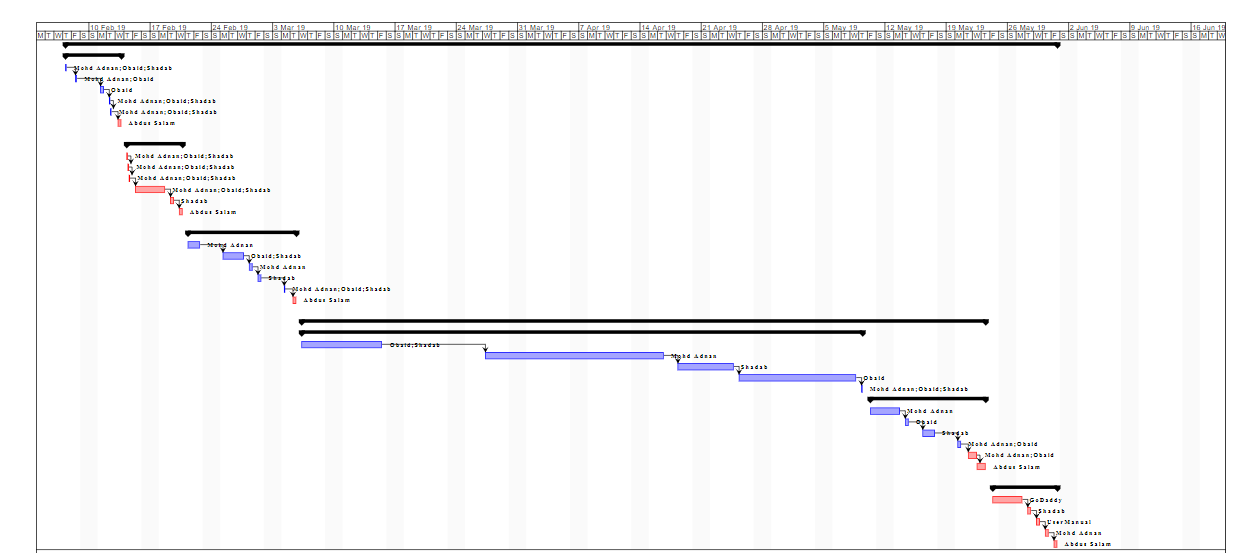 10 Feb 19 17 Feb 19 24 Feb 19 3 Mar 19 10 Mar 19 17 Mar 19 24 Mar 19 31 Mar 19 7 Apr 19 14 Apr 19 21 Apr 19 28 Apr 19 5 May 19 12 May 19 19 May 19 26 May 19 2 Jun 19 9 Jun 19 16 Jun 19
M T W T F S S M T W T F S S M T W T F S S M T W T F S S M T W T F S S M T W T F S S M T W T F S S M T W T F S S M T W T F S S M T W T F S S M T W T F S S M T W T F S S M T W T F S S M T W T F S S M T W T F S S M T W T F S S M T W T F S S M T W T F S S M T W T F S S M T W
Mohd Adnan;Obaid;Shadab
Mohd Adnan;Obaid
Obaid
Mohd Adnan;Obaid;Shadab
Mohd Adnan;Obaid;Shadab
Abdus Salam
Mohd Adnan;Obaid;Shadab
Mohd Adnan;Obaid;Shadab
Mohd Adnan;Obaid;Shadab
Mohd Adnan;Obaid;Shadab
Shadab
Abdus Salam
Mohd Adnan
Obaid;Shadab
Mohd Adnan
Shadab
Mohd Adnan;Obaid;Shadab
Abdus Salam
Obaid;Shadab
Mohd Adnan
Shadab
Obaid
Mohd Adnan;Obaid;Shadab
Mohd Adnan
Obaid
Shadab
Mohd Adnan;Obaid
Mohd Adnan;Obaid
Abdus Salam
GoDaddy
Shadab
UserManual
Mohd Adnan
Abdus Salam